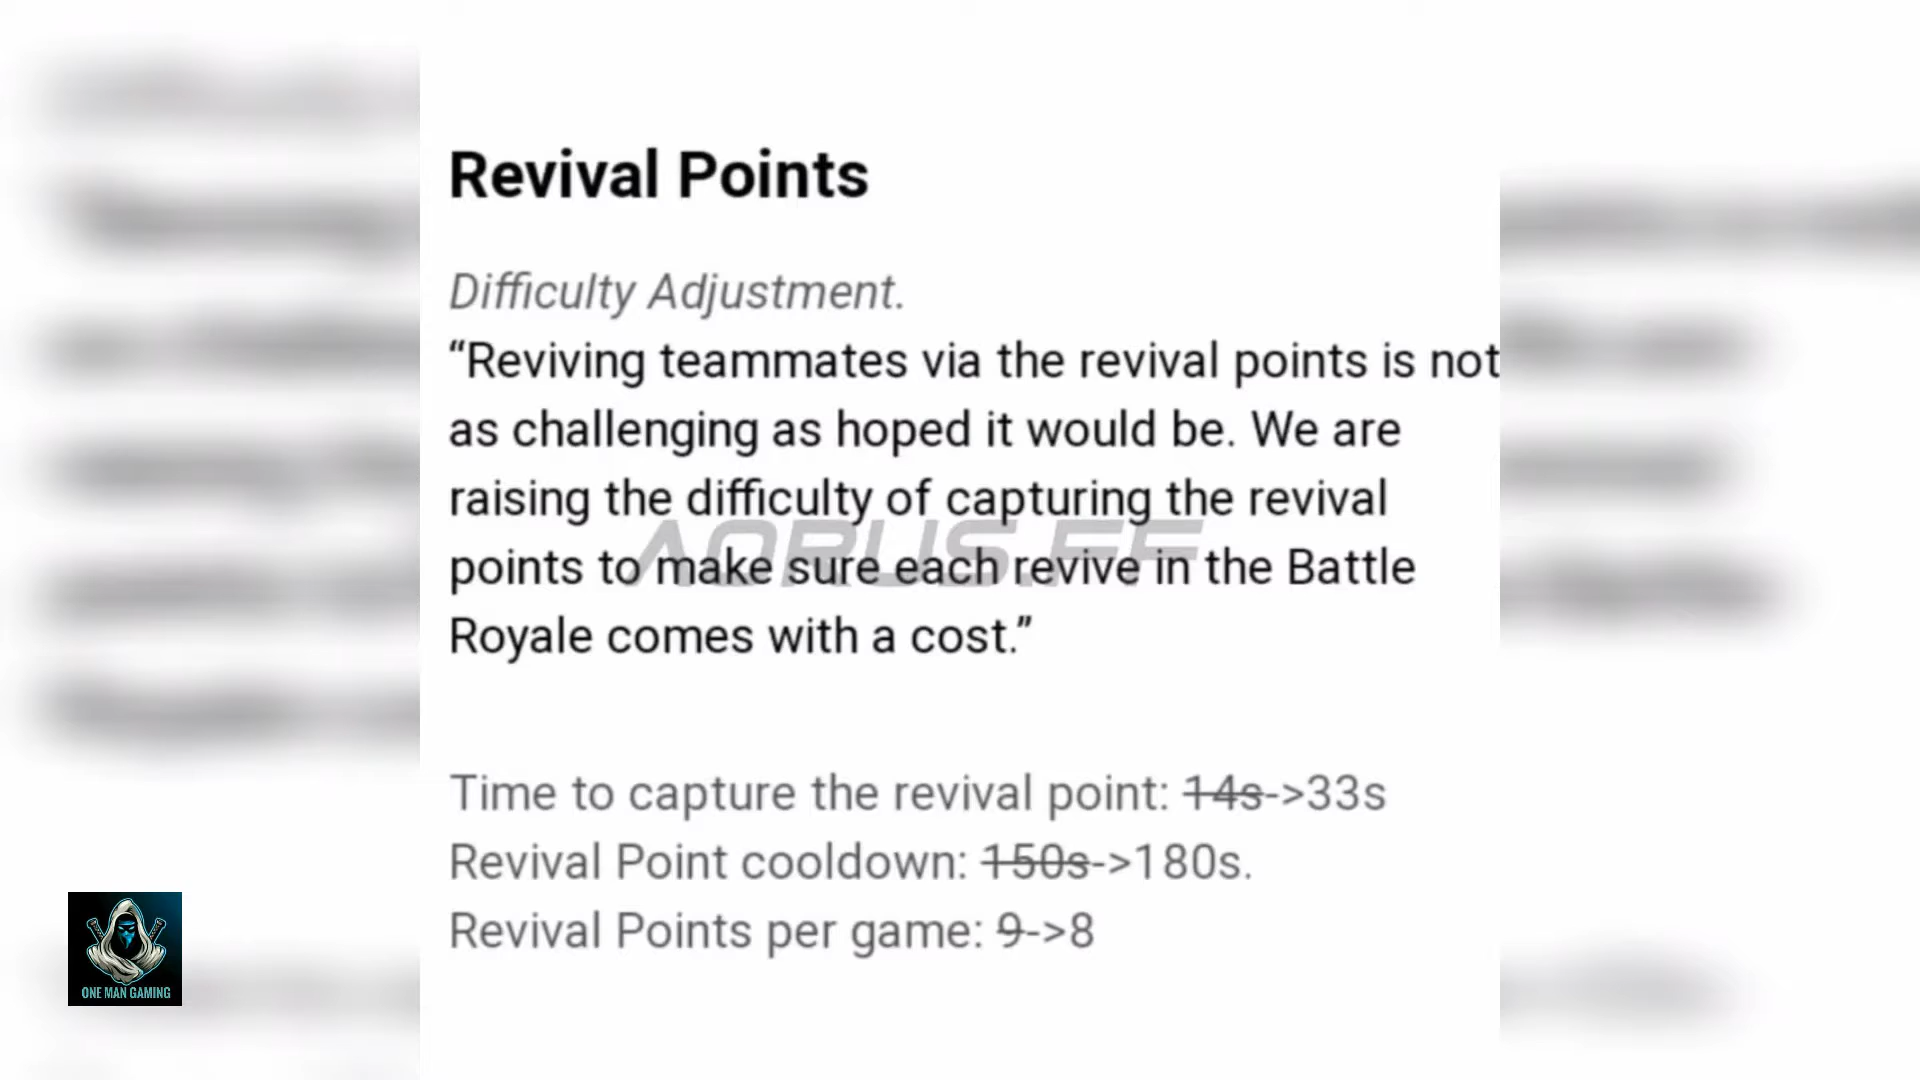 Revival Points
Difficulty Adjustment.
“Reviving teammates via the revival points is not
as challenging as hoped it would be. We are
raising the difficulty of capturing the revival
AORUS.FF
points to make sure each revive in the Battle
Royale comes with a cost.”
Time to capture the revival point: 14s->33s
Revival Point cooldown: 150s->180s.
Revival Points per game: 9->8
ONE MAN GAMING